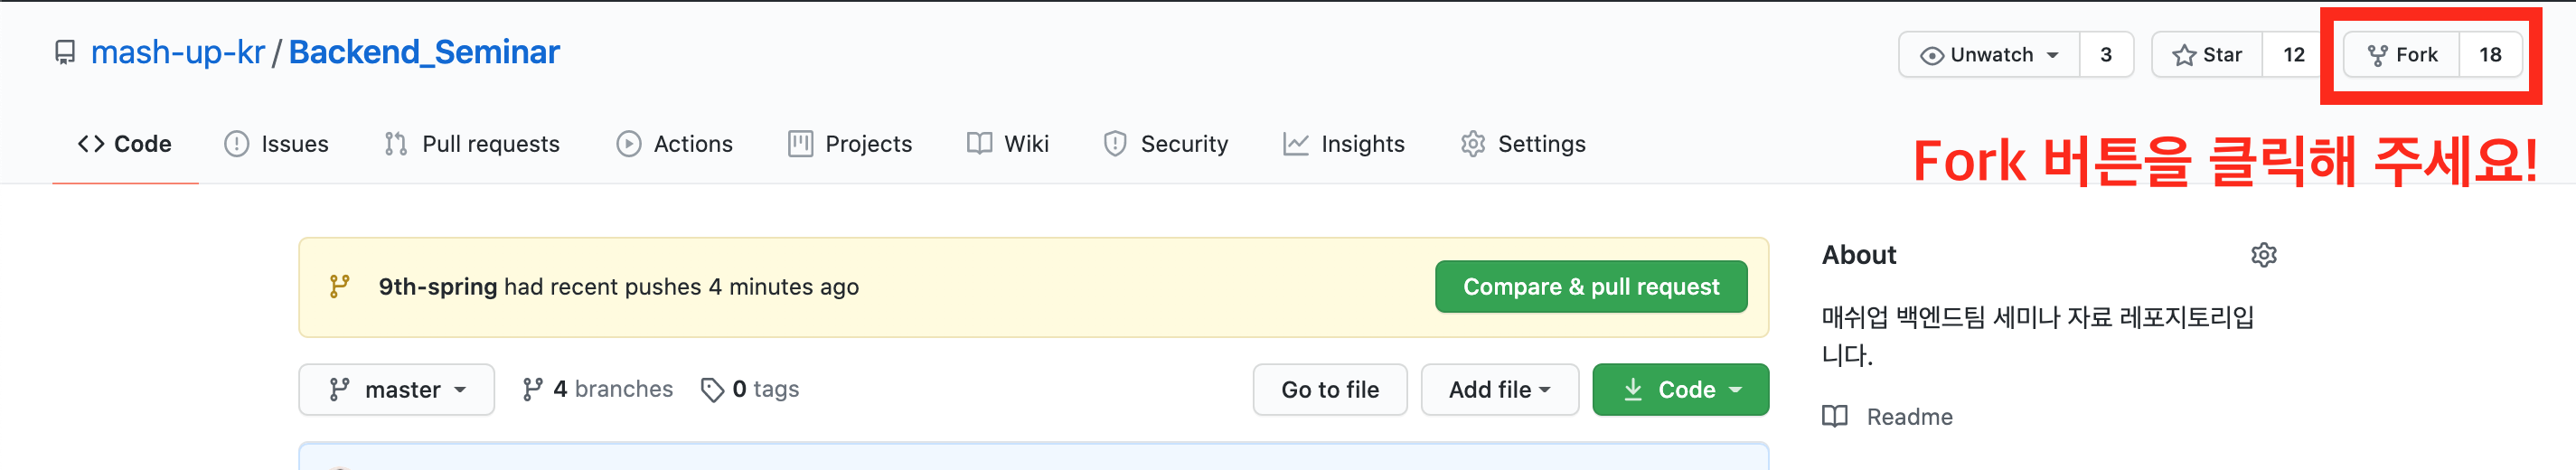 mash-up-kr / Backend_Seminar
Unwatch 3 Star 12 Fork 18
Code Issues Pull requests Actions Projects Wiki Security Insights Settings
Fork 버튼을 클릭해 주세요!
9th-spring had recent pushes 4 minutes ago Compare & pull request
master 4 branches 0 tags Go to file Add file Code
About
매쉬업 백엔드팀 세미나 자료 레포지토리입
니다.
Readme